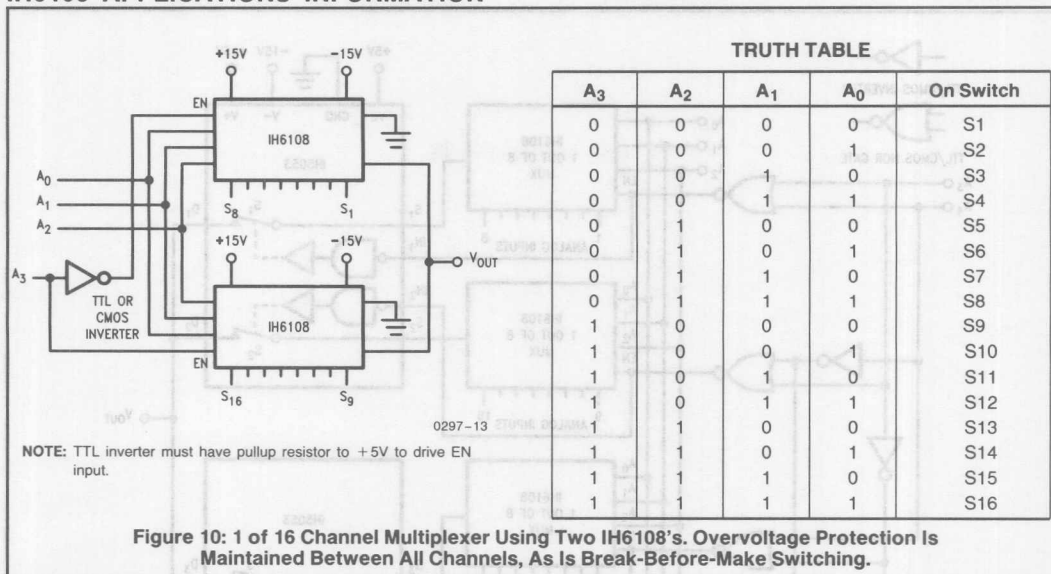 +15V
-15V
EN
IH6108
S8
S1
A0
A1
A2
+15V
-15V
VOUT
A3
TTL OR
CMOS
INVERTER
IH6108
EN
S16
S9
0297-13
NOTE: TTL inverter must have pullup resistor to +5V to drive EN
input.
TRUTH TABLE
A3 A2 A1 A0 On Switch
0 0 0 0 S1
0 0 0 1 S2
0 0 1 0 S3
0 0 1 1 S4
0 1 0 0 S5
0 1 0 1 S6
0 1 1 0 S7
0 1 1 1 S8
1 0 0 0 S9
1 0 0 1 S10
1 0 1 0 S11
1 0 1 1 S12
1 1 0 0 S13
1 1 0 1 S14
1 1 1 0 S15
1 1 1 1 S16
Figure 10: 1 of 16 Channel Multiplexer Using Two IH6108's. Overvoltage Protection Is
Maintained Between All Channels, As Is Break-Before-Make Switching.